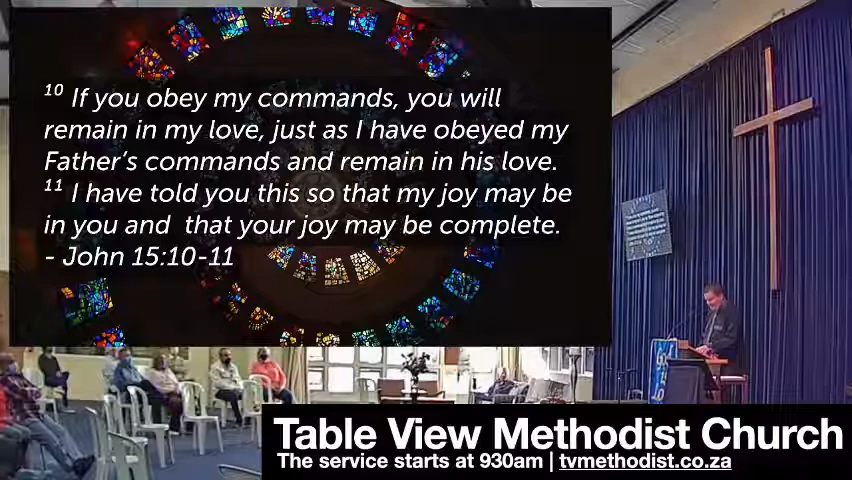 ¹⁰ If you obey my commands, you will
remain in my love, just as I have obeyed my
Father’s commands and remain in his love.
¹¹ I have told you this so that my joy may be
in you and  that your joy may be complete.
- John 15:10-11
Table View Methodist Church
The service starts at 930am | tvmethodist.co.za